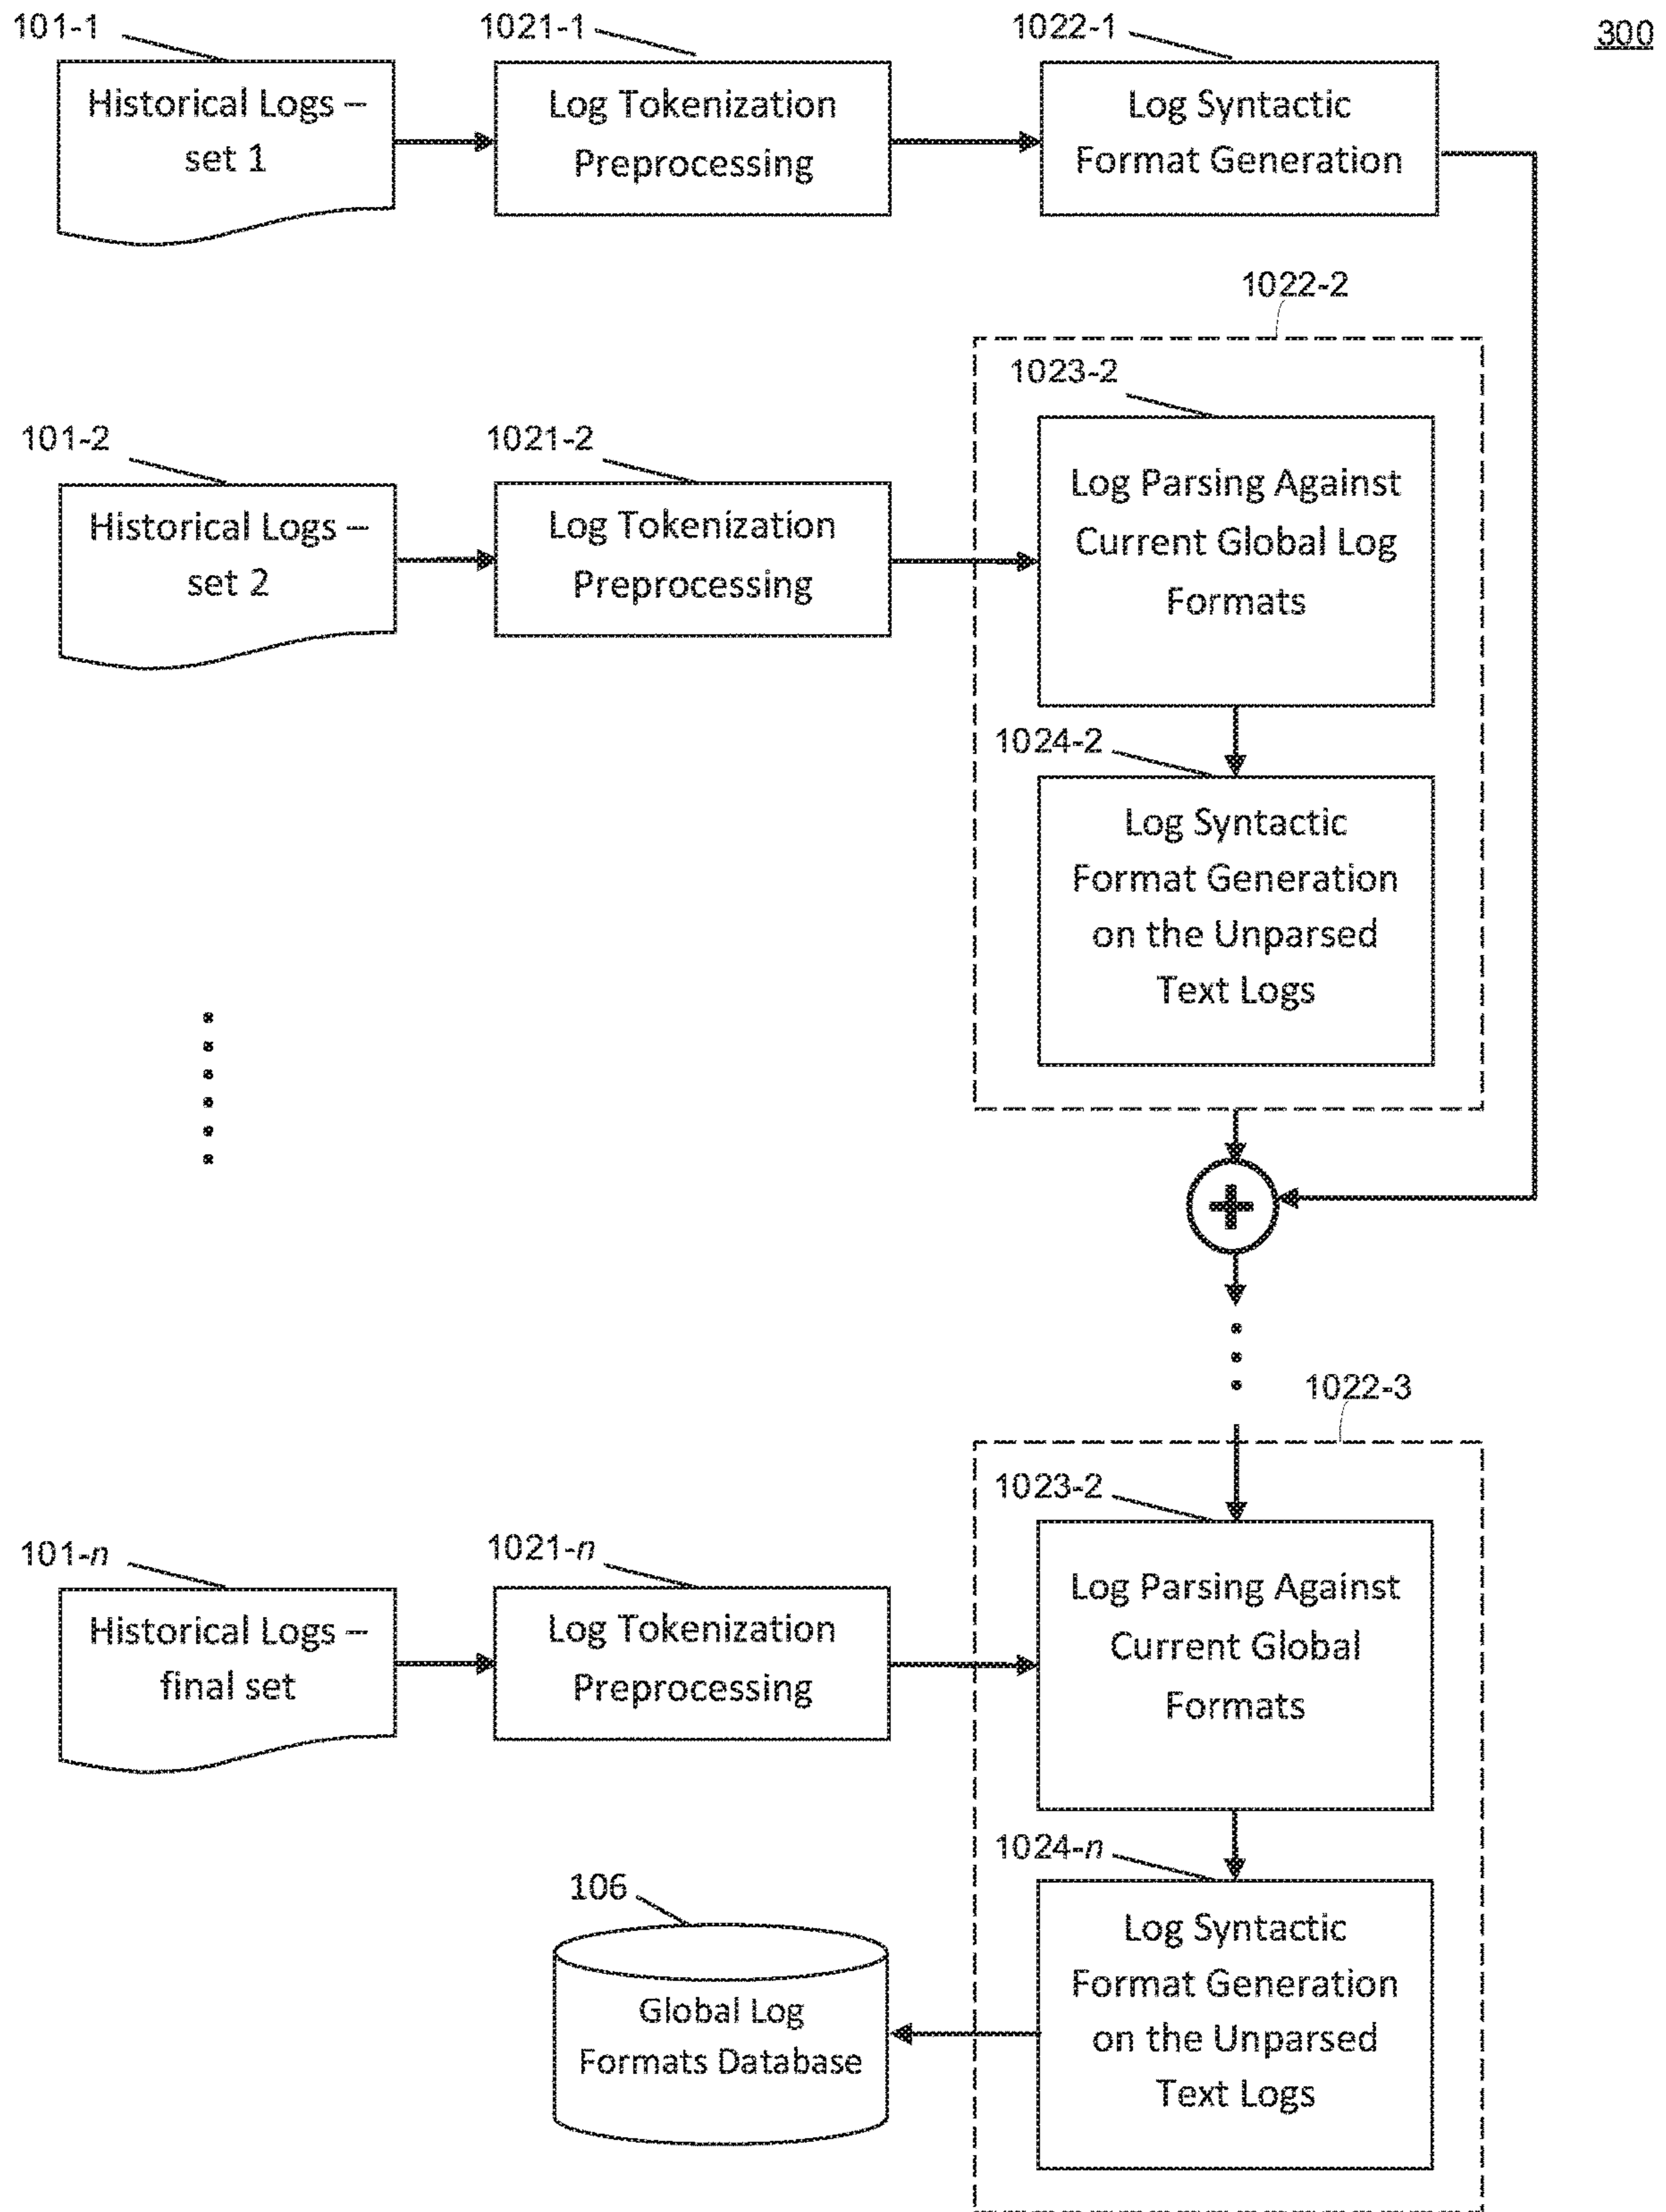 101-1
1021-1
1022-1
300
Historical Logs –
set 1
Log Tokenization
Preprocessing
Log Syntactic
Format Generation
1022-2
1023-2
101-2
1021-2
Historical Logs –
set 2
Log Tokenization
Preprocessing
Log Parsing Against
Current Global Log
Formats
1024-2
Log Syntactic
Format Generation
on the Unparsed
Text Logs
+
1022-3
1023-2
101-n
1021-n
Historical Logs –
final set
Log Tokenization
Preprocessing
Log Parsing Against
Current Global
Formats
1024-n
106
Global Log
Formats Database
Log Syntactic
Format Generation
on the Unparsed
Text Logs